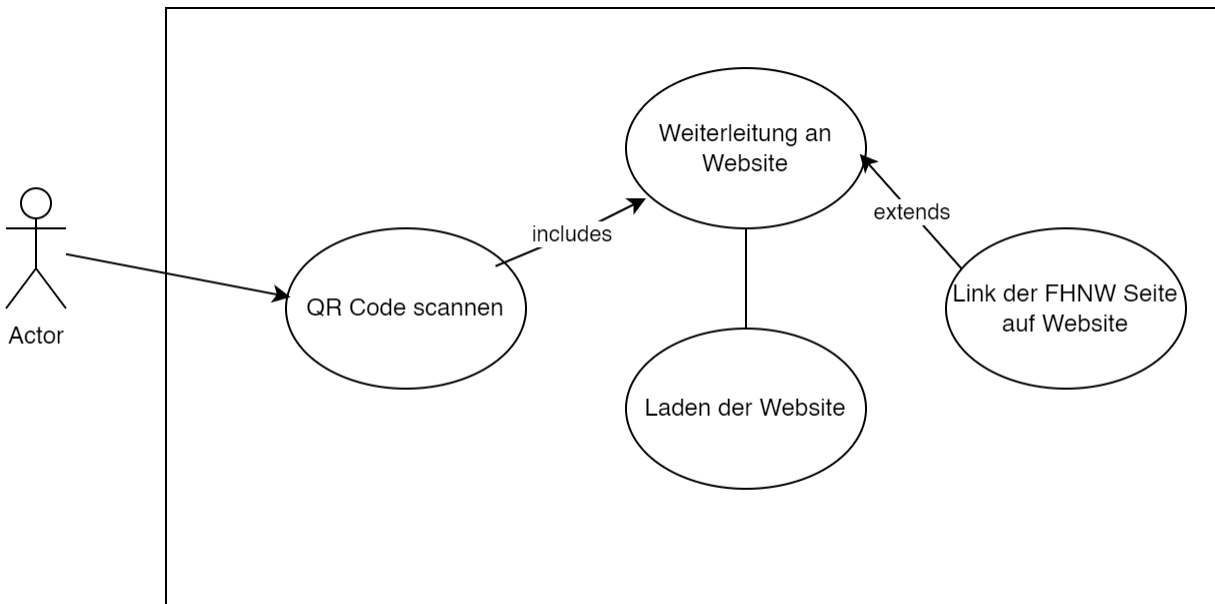 Weiterleitung an
Website
extends
includes
Link der FHNW Seite
auf Website
QR Code scannen
Actor
Laden der Website